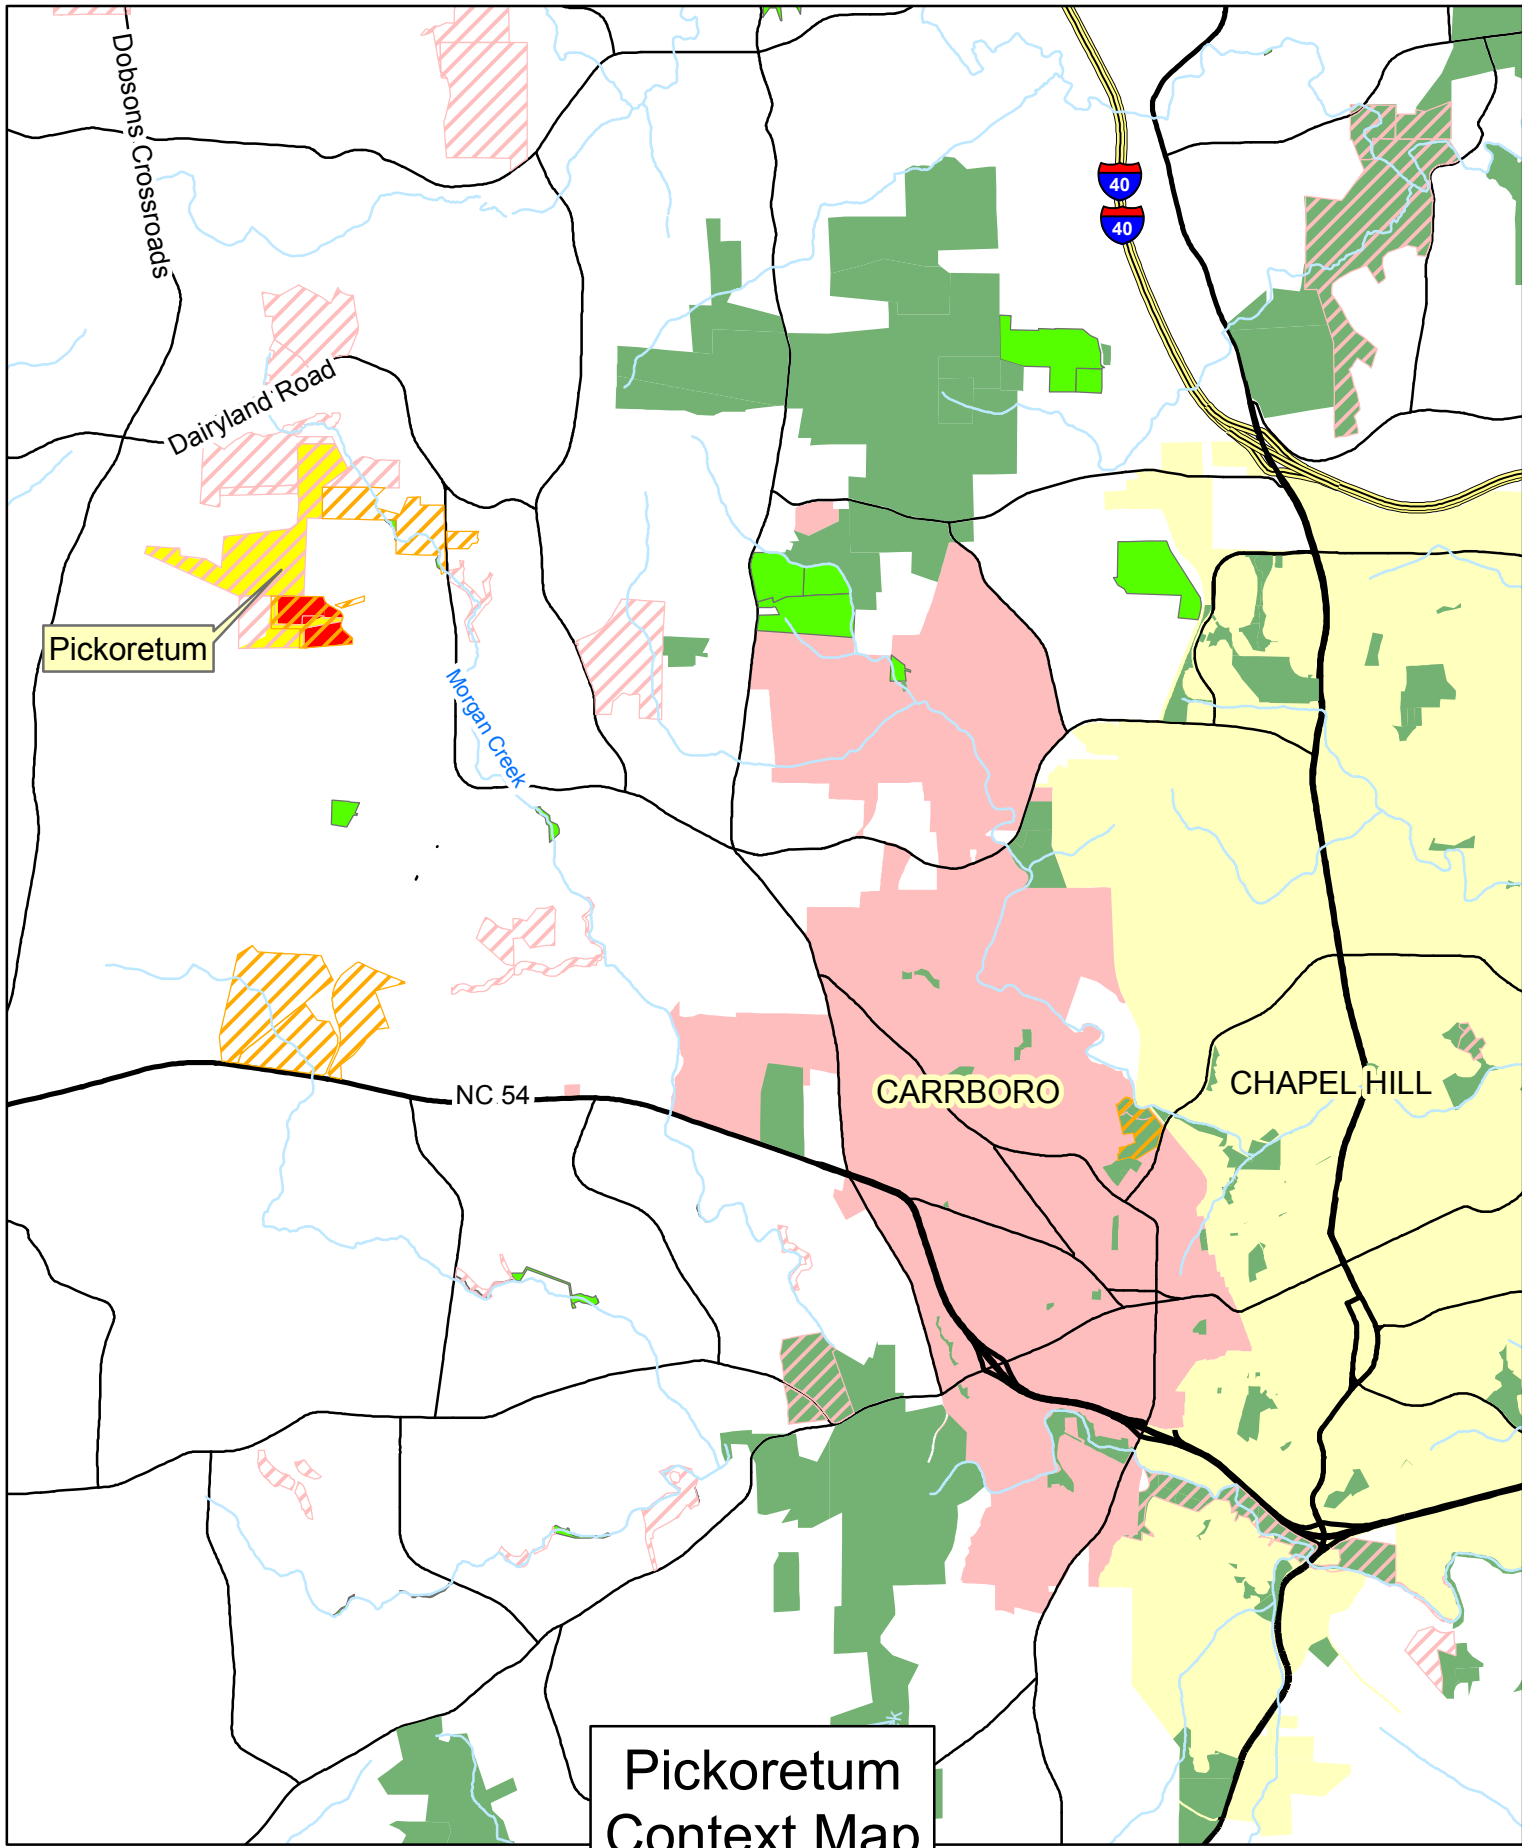 Dobsons Crossroads
40
40
Dairyland Road
Pickoretum
Morgan Creek
NC 54
CARRBORO
CHAPEL HILL
Pickoretum
Context Map